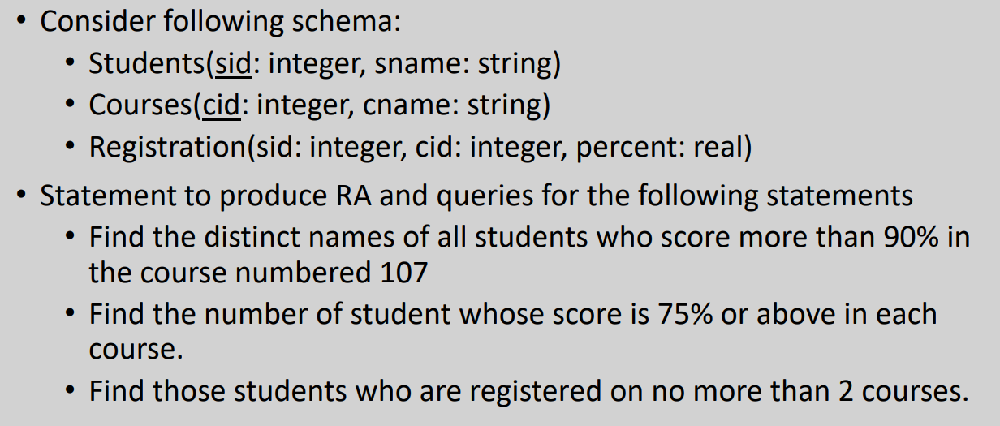 • Consider following schema:
• Students(sid: integer, sname: string)
• Courses(cid: integer, cname: string)
• Registration(sid: integer, cid: integer, percent: real)
• Statement to produce RA and queries for the following statements
• Find the distinct names of all students who score more than 90% in
the course numbered 107
• Find the number of student whose score is 75% or above in each
course.
• Find those students who are registered on no more than 2 courses.